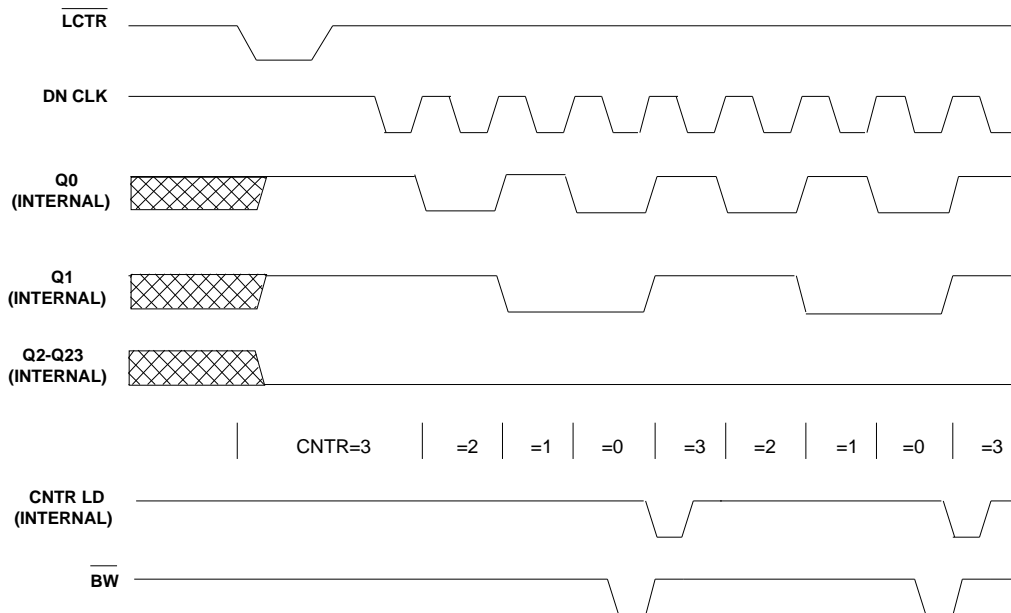 LCTR
DN CLK
Q0
(INTERNAL)
Q1
(INTERNAL)
Q2-Q23
(INTERNAL)
CNTR=3 =2 =1 =0 =3 =2 =1 =0 =3
CNTR LD
(INTERNAL)
BW